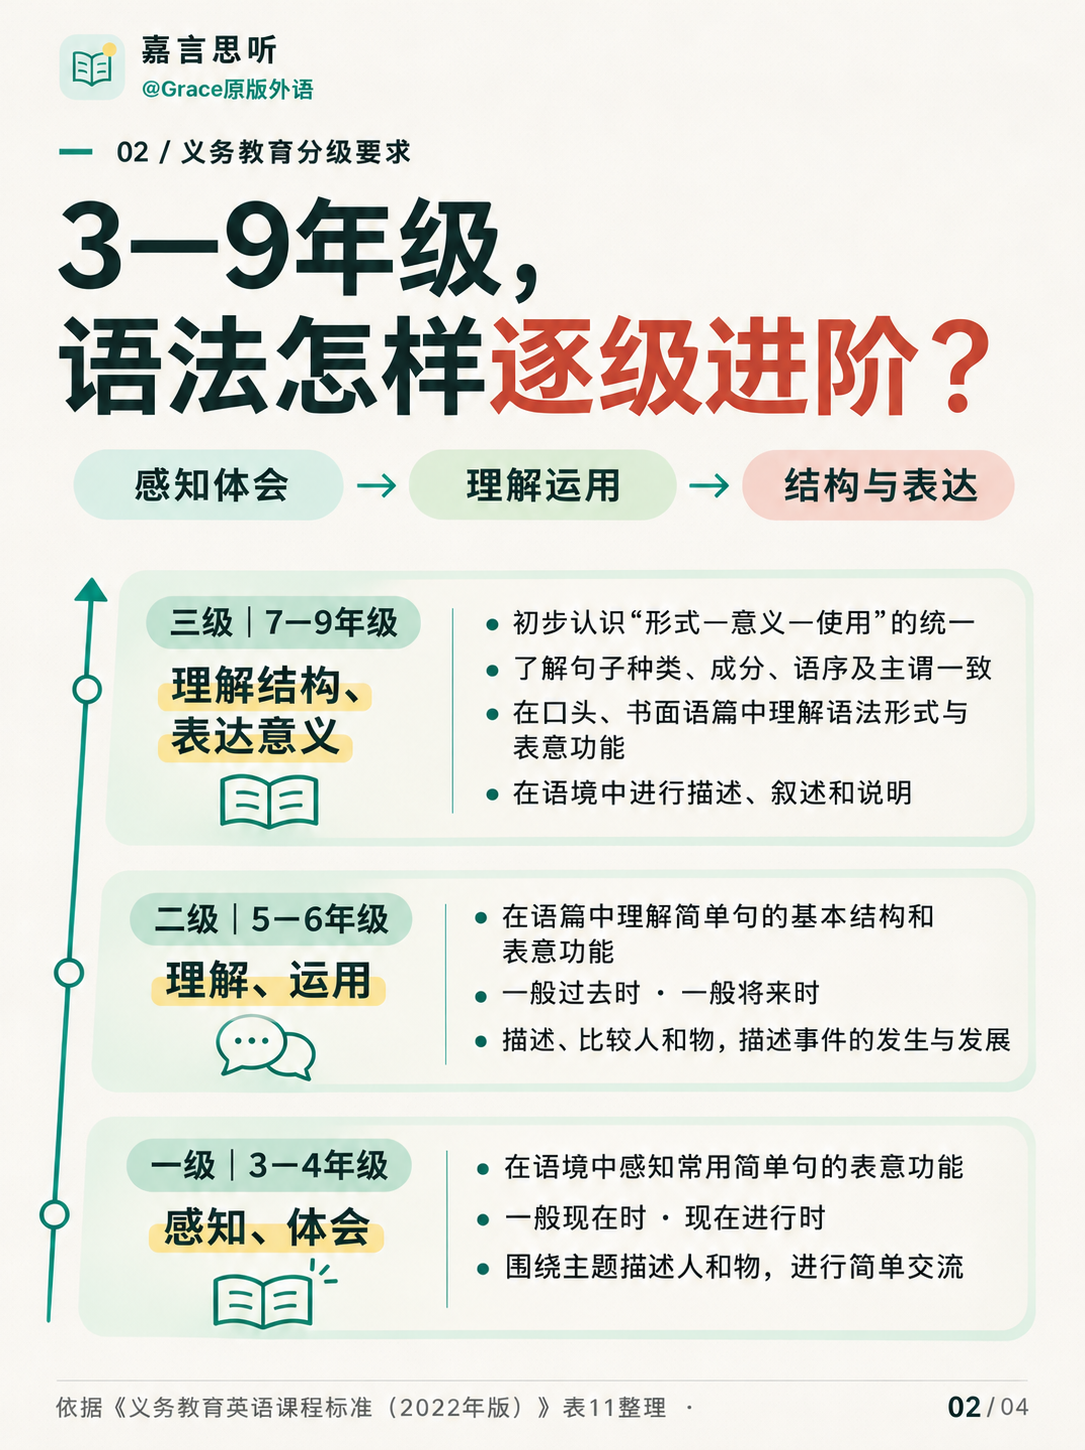 嘉言思听
@Grace原版外语
02 / 义务教育分级要求
3—9年级，
语法怎样逐级进阶？
感知体会 → 理解运用 → 结构与表达
三级｜7—9年级
理解结构、
表达意义
初步认识“形式—意义—使用”的统一
了解句子种类、成分、语序及主谓一致
在口头、书面语篇中理解语法形式与
表意功能
在语境中进行描述、叙述和说明
二级｜5—6年级
理解、运用
在语篇中理解简单句的基本结构和
表意功能
一般过去时 · 一般将来时
描述、比较人和物，描述事件的发生与发展
一级｜3—4年级
感知、体会
在语境中感知常用简单句的表意功能
一般现在时 · 现在进行时
围绕主题描述人和物，进行简单交流
依据《义务教育英语课程标准（2022年版）》表11整理 ·
02 / 04